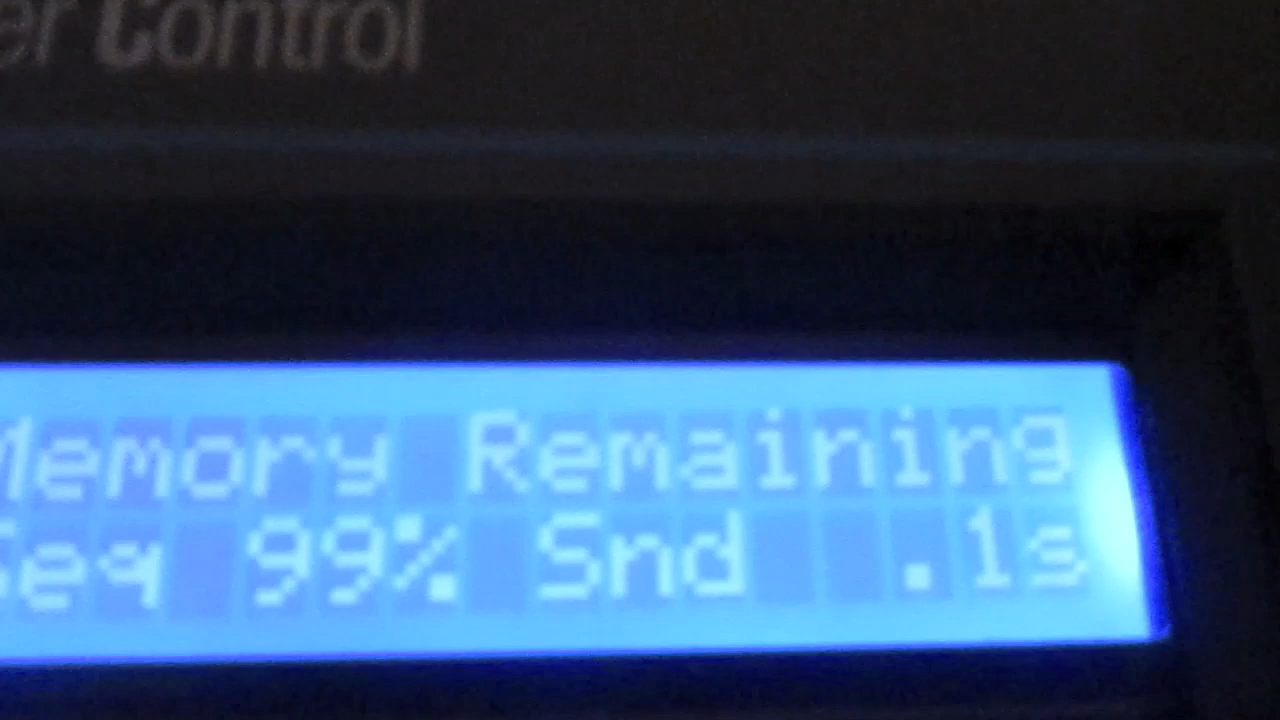 er Control
Memory Remaining
Seq 99% Snd .1s